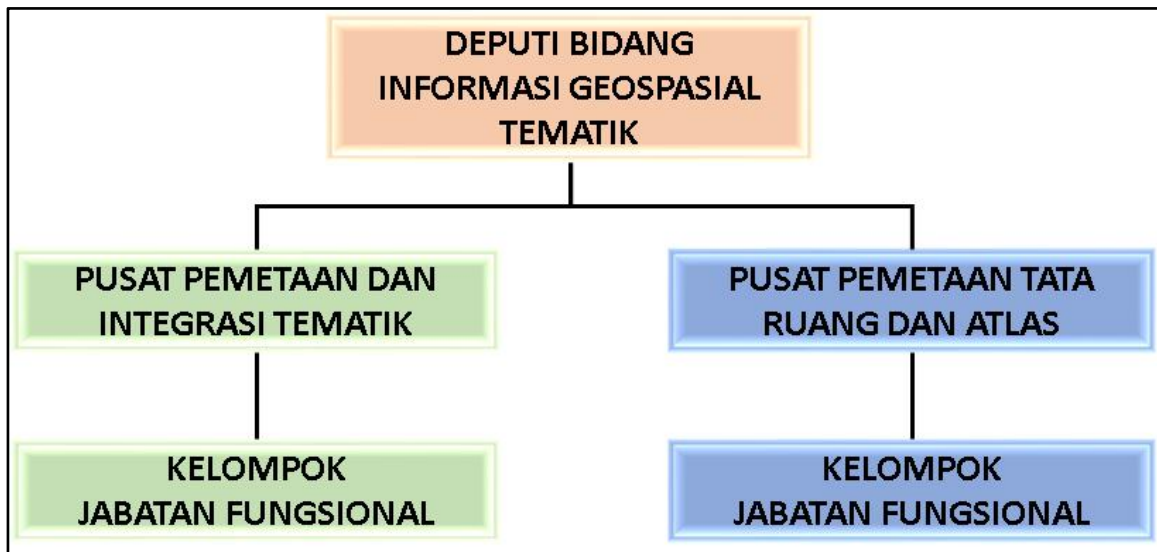 DEPUTI BIDANG
INFORMASI GEOSPASIAL
TEMATIK
PUSAT PEMETAAN DAN
INTEGRASI TEMATIK
PUSAT PEMETAAN TATA
RUANG DAN ATLAS
KELOMPOK
JABATAN FUNGSIONAL
KELOMPOK
JABATAN FUNGSIONAL